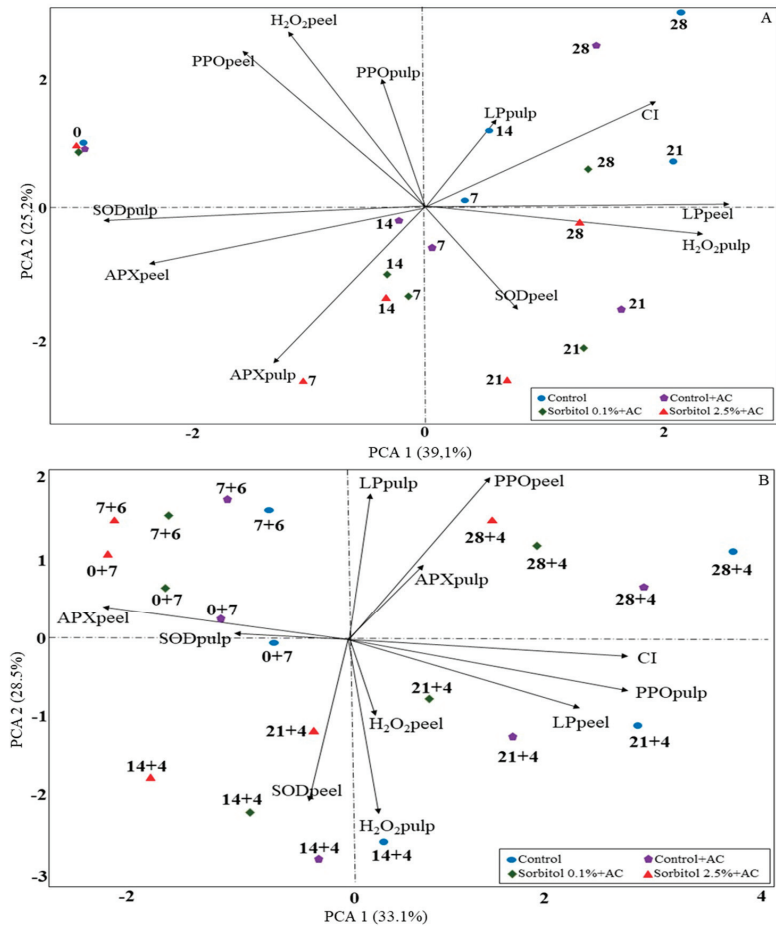 A
H₂O₂peel
28
28
PPOpeel
2
PPOpulp
LPpulp
CI
0
14
28
21
7
0
SODpulp
LPpeel
14
28
H₂O₂pulp
7
APXpeel
14
SODpeel
7
14
21
-2
21
APXpulp
7
21
Control
Control+AC
Sorbitol 0.1%+AC
Sorbitol 2.5%+AC
-2
0
2
PCA 1 (39,1%)
PCA 2 (25.2%)
B
2
7+6
LPpulp
PPOpeel
7+6
7+6
28+4
1
0+7
28+4
28+4
APXpulp
28+4
0+7
APXpeel
0+7
SODpulp
0
0+7
CI
PPOpulp
21+4
LPpeel
-1
H₂O₂peel
21+4
21+4
21+4
14+4
-2
14+4
SODpeel
H₂O₂pulp
14+4
14+4
-3
Control
Control+AC
Sorbitol 0.1%+AC
Sorbitol 2.5%+AC
-2
0
2
4
PCA 1 (33.1%)
PCA 2 (28.5%)